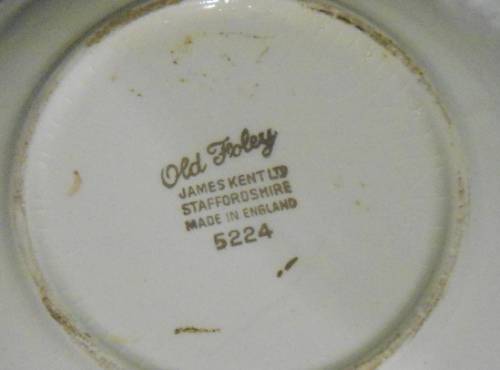 Old Foley
JAMES KENT LTD
STAFFORDSHIRE
MADE IN ENGLAND
5224